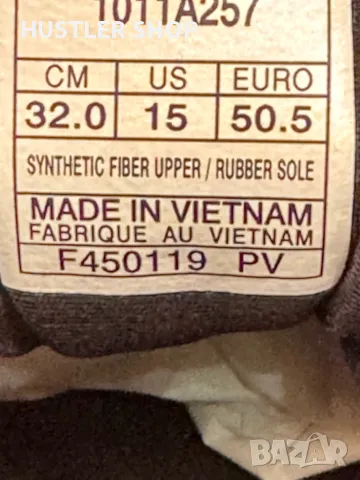 HUSTLER SHOP
1011A257
CM US EURO
32.0 15 50.5
SYNTHETIC FIBER UPPER / RUBBER SOLE
MADE IN VIETNAM
FABRIQUE AU VIETNAM
F450119 PV
BAZAR